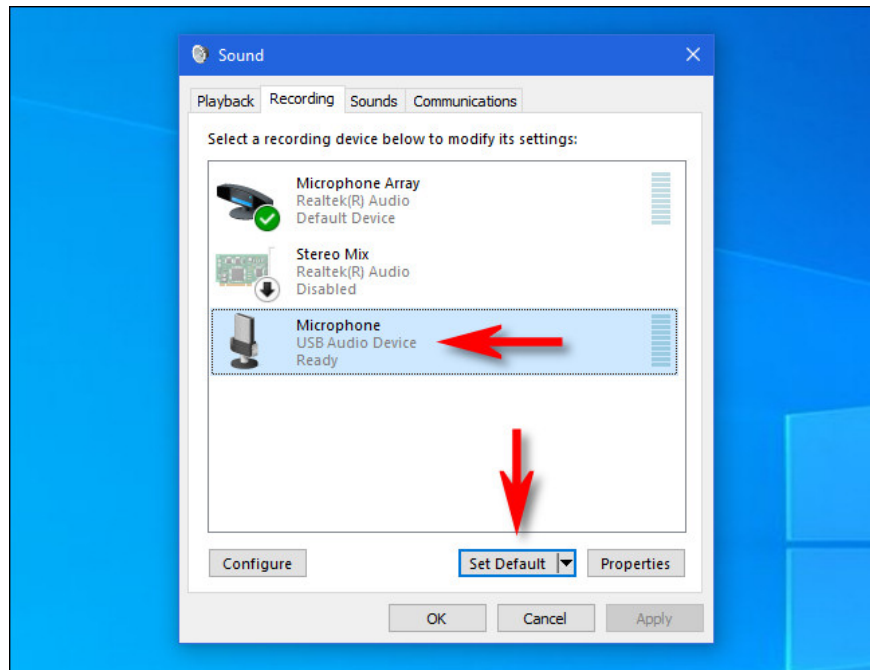 Sound
Playback Recording Sounds Communications
Select a recording device below to modify its settings:
Microphone Array
Realtek(R) Audio
Default Device
Stereo Mix
Realtek(R) Audio
Disabled
Microphone
USB Audio Device
Ready
Configure Set Default Properties
OK Cancel Apply